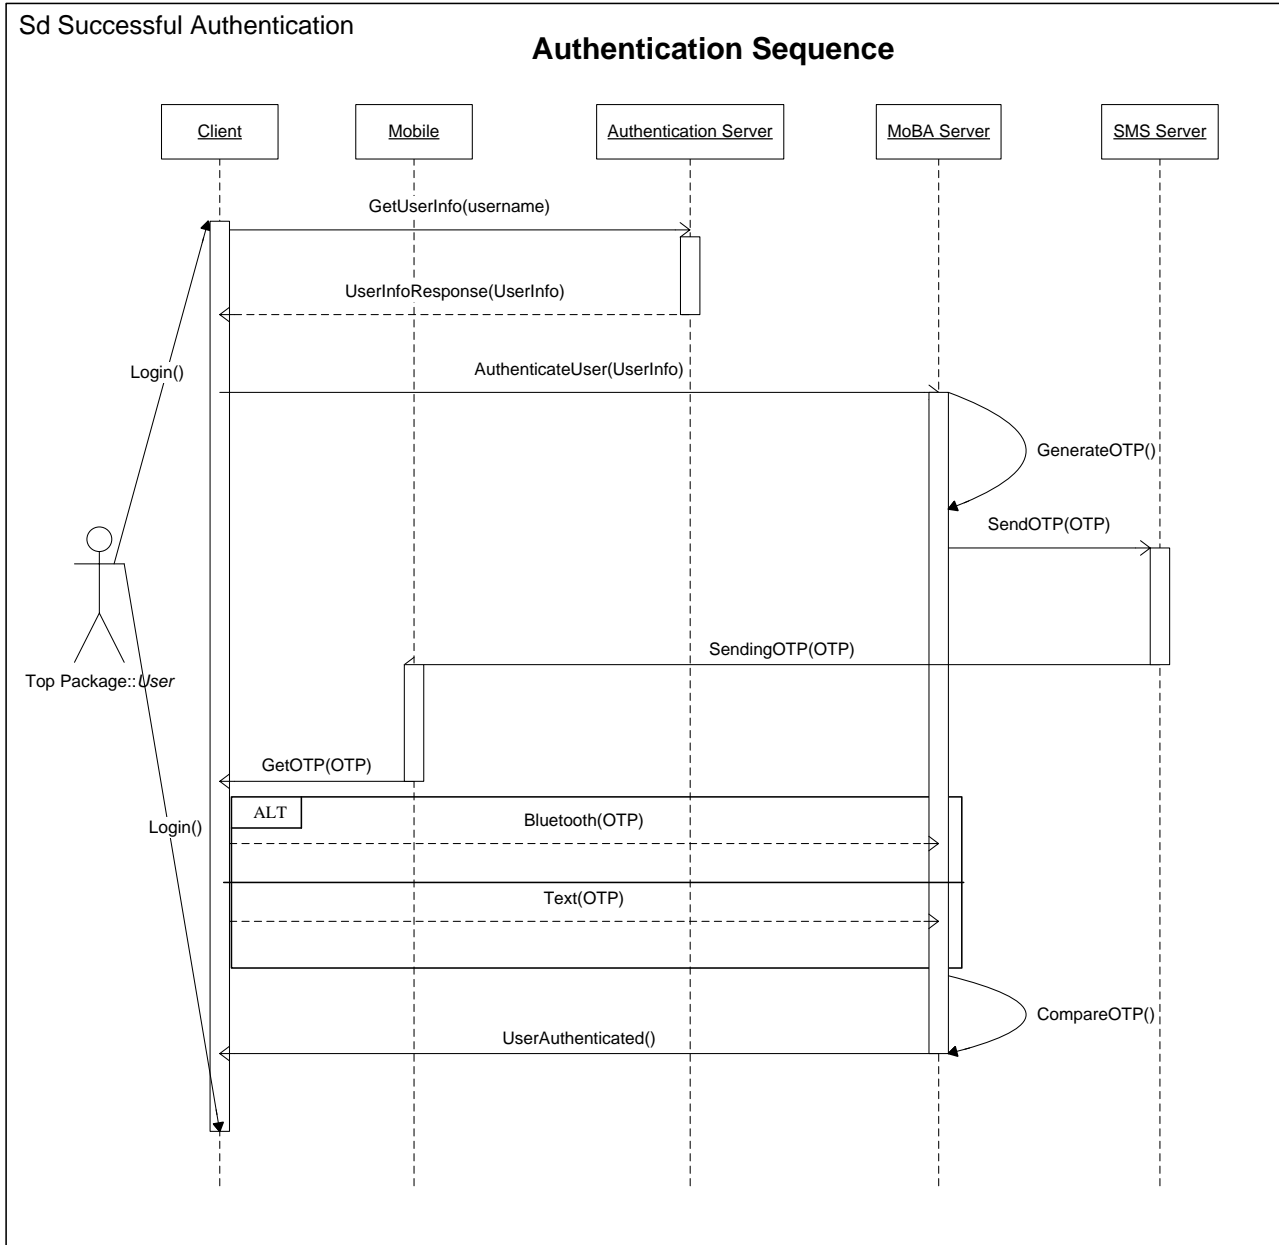 Sd Successful Authentication
Authentication Sequence
Client
Mobile
Authentication Server
MoBA Server
SMS Server
GetUserInfo(username)
UserInfoResponse(UserInfo)
Login()
AuthenticateUser(UserInfo)
GenerateOTP()
SendOTP(OTP)
SendingOTP(OTP)
Top Package::User
GetOTP(OTP)
ALT
Bluetooth(OTP)
Login()
Text(OTP)
CompareOTP()
UserAuthenticated()